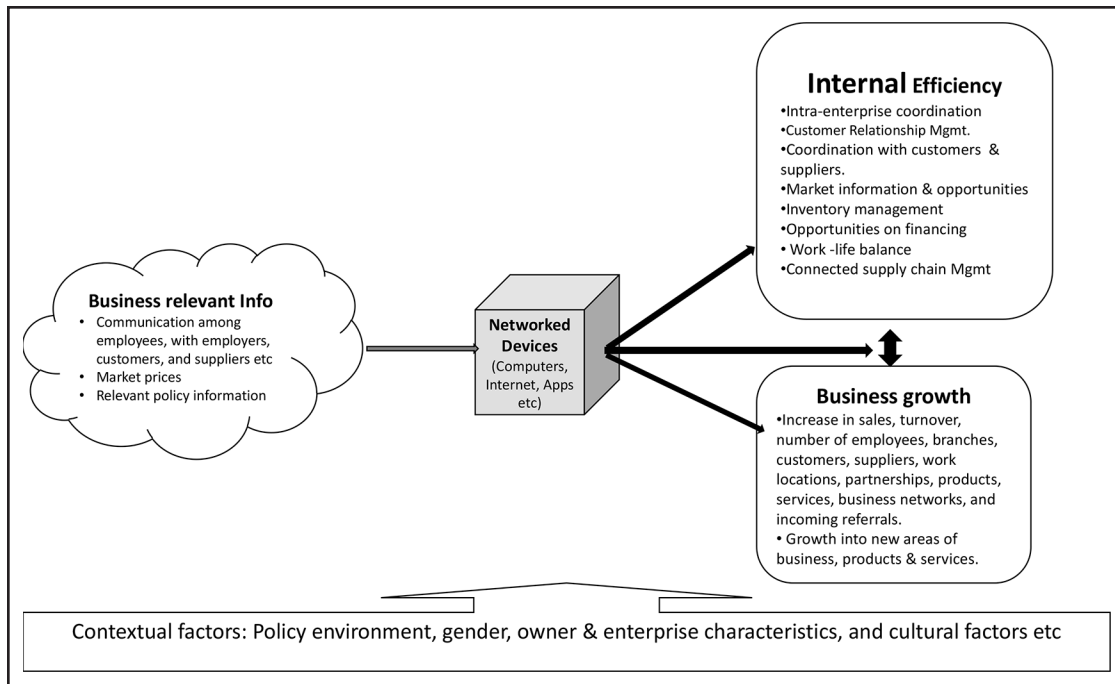 Business relevant Info
• Communication among
employees, with employers,
customers, and suppliers etc
• Market prices
• Relevant policy information
Networked
Devices
(Computers,
Internet, Apps
etc)
Internal Efficiency
•Intra-enterprise coordination
•Customer Relationship Mgmt.
•Coordination with customers &
suppliers.
•Market information & opportunities
•Inventory management
•Opportunities on financing
• Work -life balance
•Connected supply chain Mgmt
Business growth
•Increase in sales, turnover,
number of employees, branches,
customers, suppliers, work
locations, partnerships, products,
services, business networks, and
incoming referrals.
• Growth into new areas of
business, products & services.
Contextual factors: Policy environment, gender, owner & enterprise characteristics, and cultural factors etc